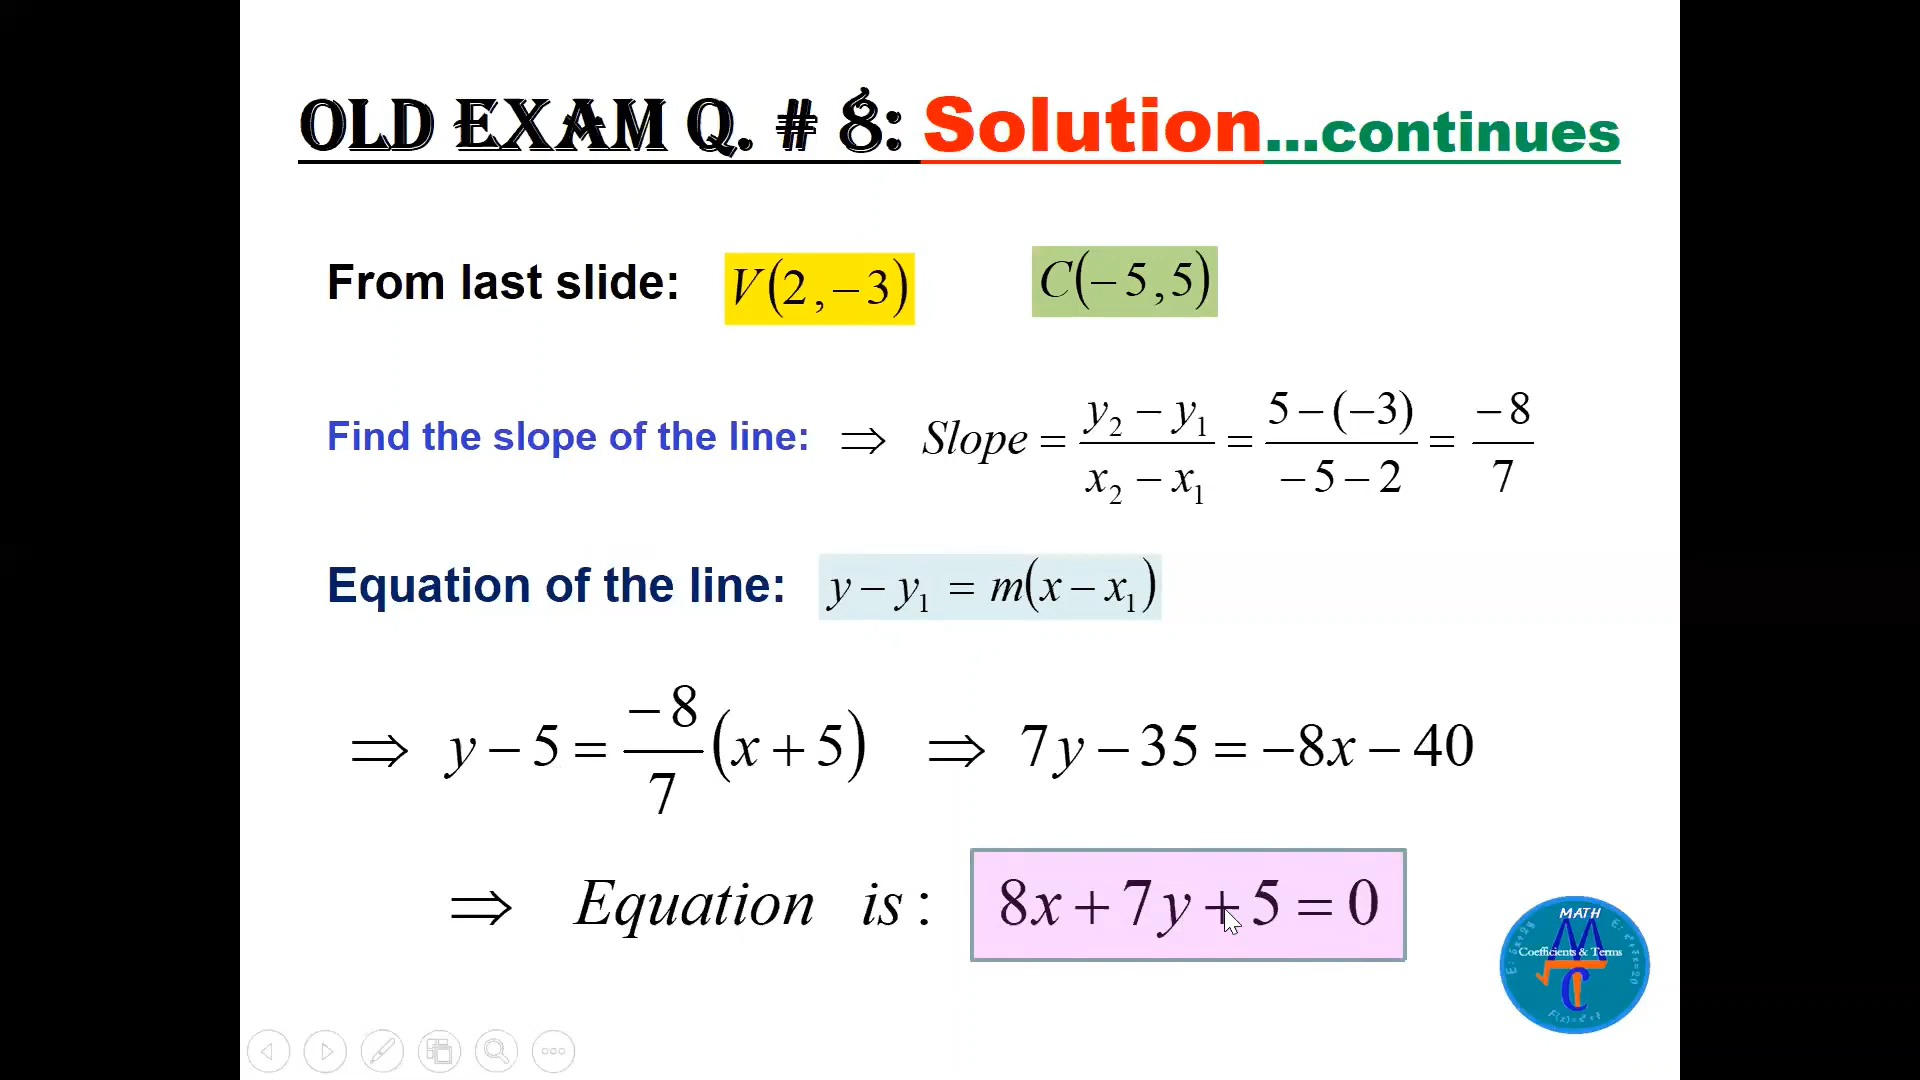 OLD EXAM Q. # 8: Solution...continues
From last slide: V(2,−3) C(−5,5)
Find the slope of the line: ⇒ Slope = (y₂ − y₁)/(x₂ − x₁) = (5−(−3))/(−5−2) = −8/7
Equation of the line: y − y₁ = m(x − x₁)
⇒ y − 5 = −8/7 (x + 5) ⇒ 7y − 35 = −8x − 40
⇒ Equation is: 8x + 7y + 5 = 0
MATH
Coefficients & Terms